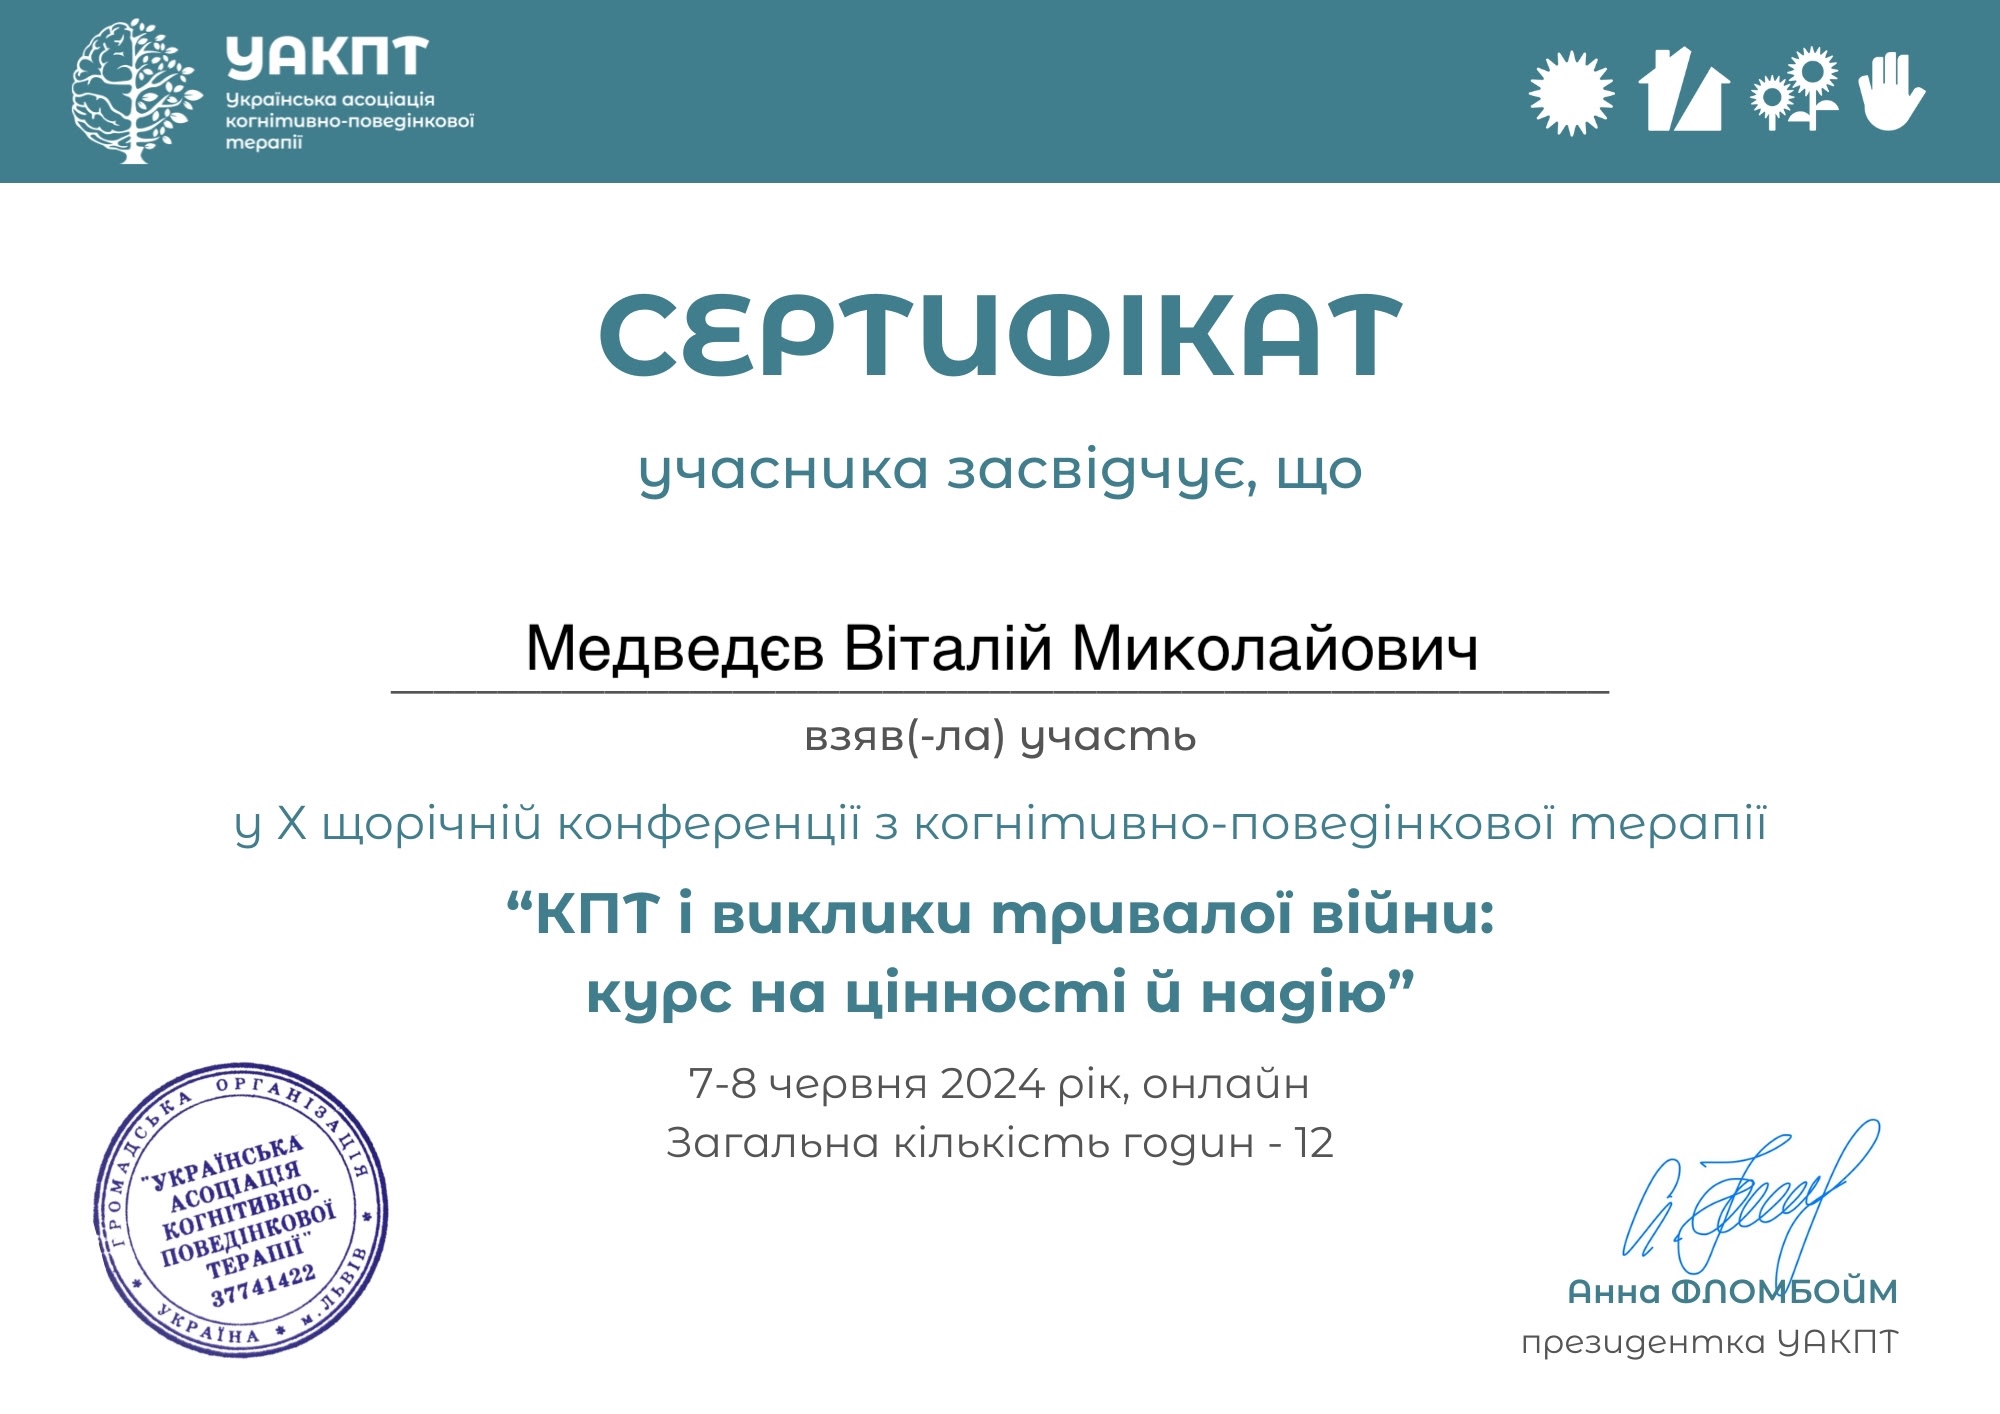 УАКПТ
Українська асоціація
когнітивно-поведінкової
терапії
СЕРТИФІКАТ
учасника засвідчує, що
Медведєв Віталій Миколайович
взяв(-ла) участь
у X щорічній конференції з когнітивно-поведінкової терапії
“КПТ і виклики тривалої війни:
курс на цінності й надію”
7-8 червня 2024 рік, онлайн
Загальна кількість годин - 12
ГРОМАДСЬКА ОРГАНІЗАЦІЯ
"УКРАЇНСЬКА
АСОЦІАЦІЯ
КОГНІТИВНО-
ПОВЕДІНКОВОЇ
ТЕРАПІЇ"
37741422
УКРАЇНА * м.ЛЬВІВ
Анна ФЛОМБОЙМ
президентка УАКПТ